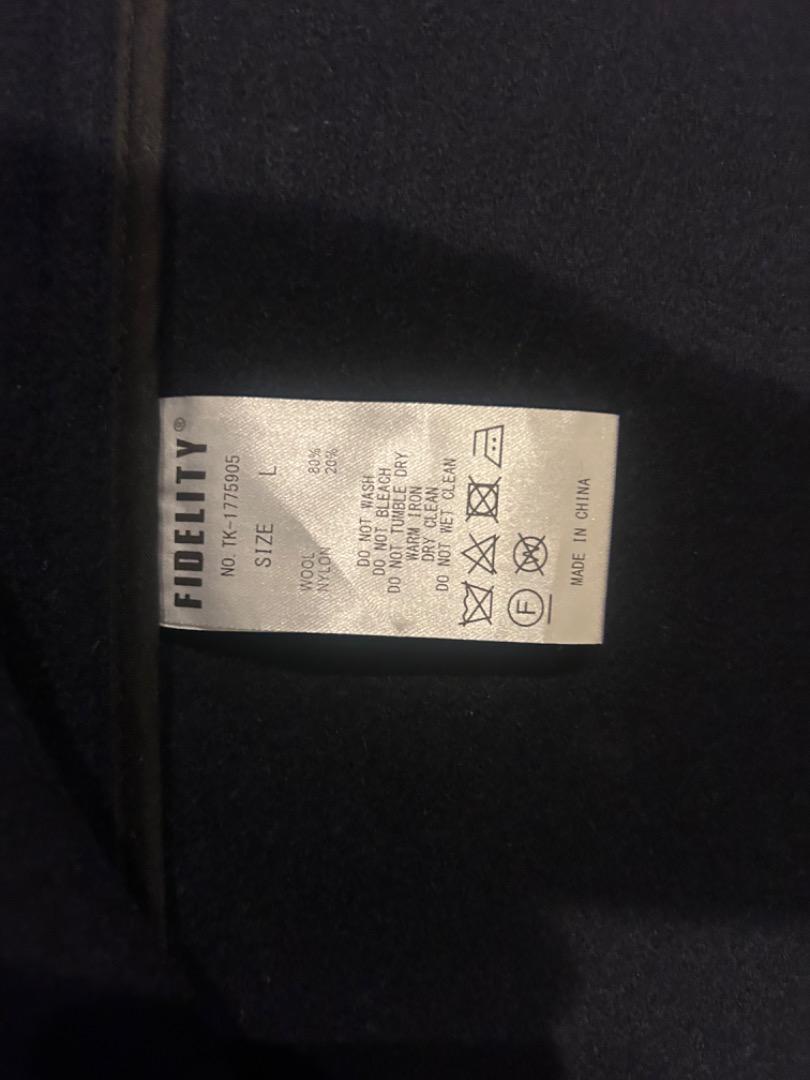 FIDELITY®
NO. TK-1775905
SIZE L
WOOL 80%
NYLON 20%
DO NOT WASH
DO NOT BLEACH
DO NOT TUMBLE DRY
WARM IRON
DRY CLEAN
DO NOT WET CLEAN
F W
MADE IN CHINA